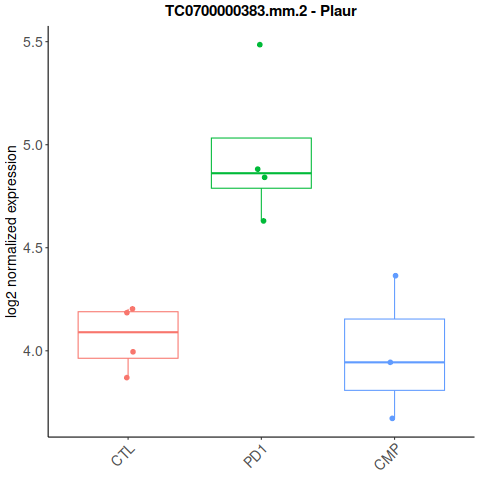 TC0700000383.mm.2 - Plaur
log2 normalized expression
5.5
5.0
4.5
4.0
CTL
PD1
CMP